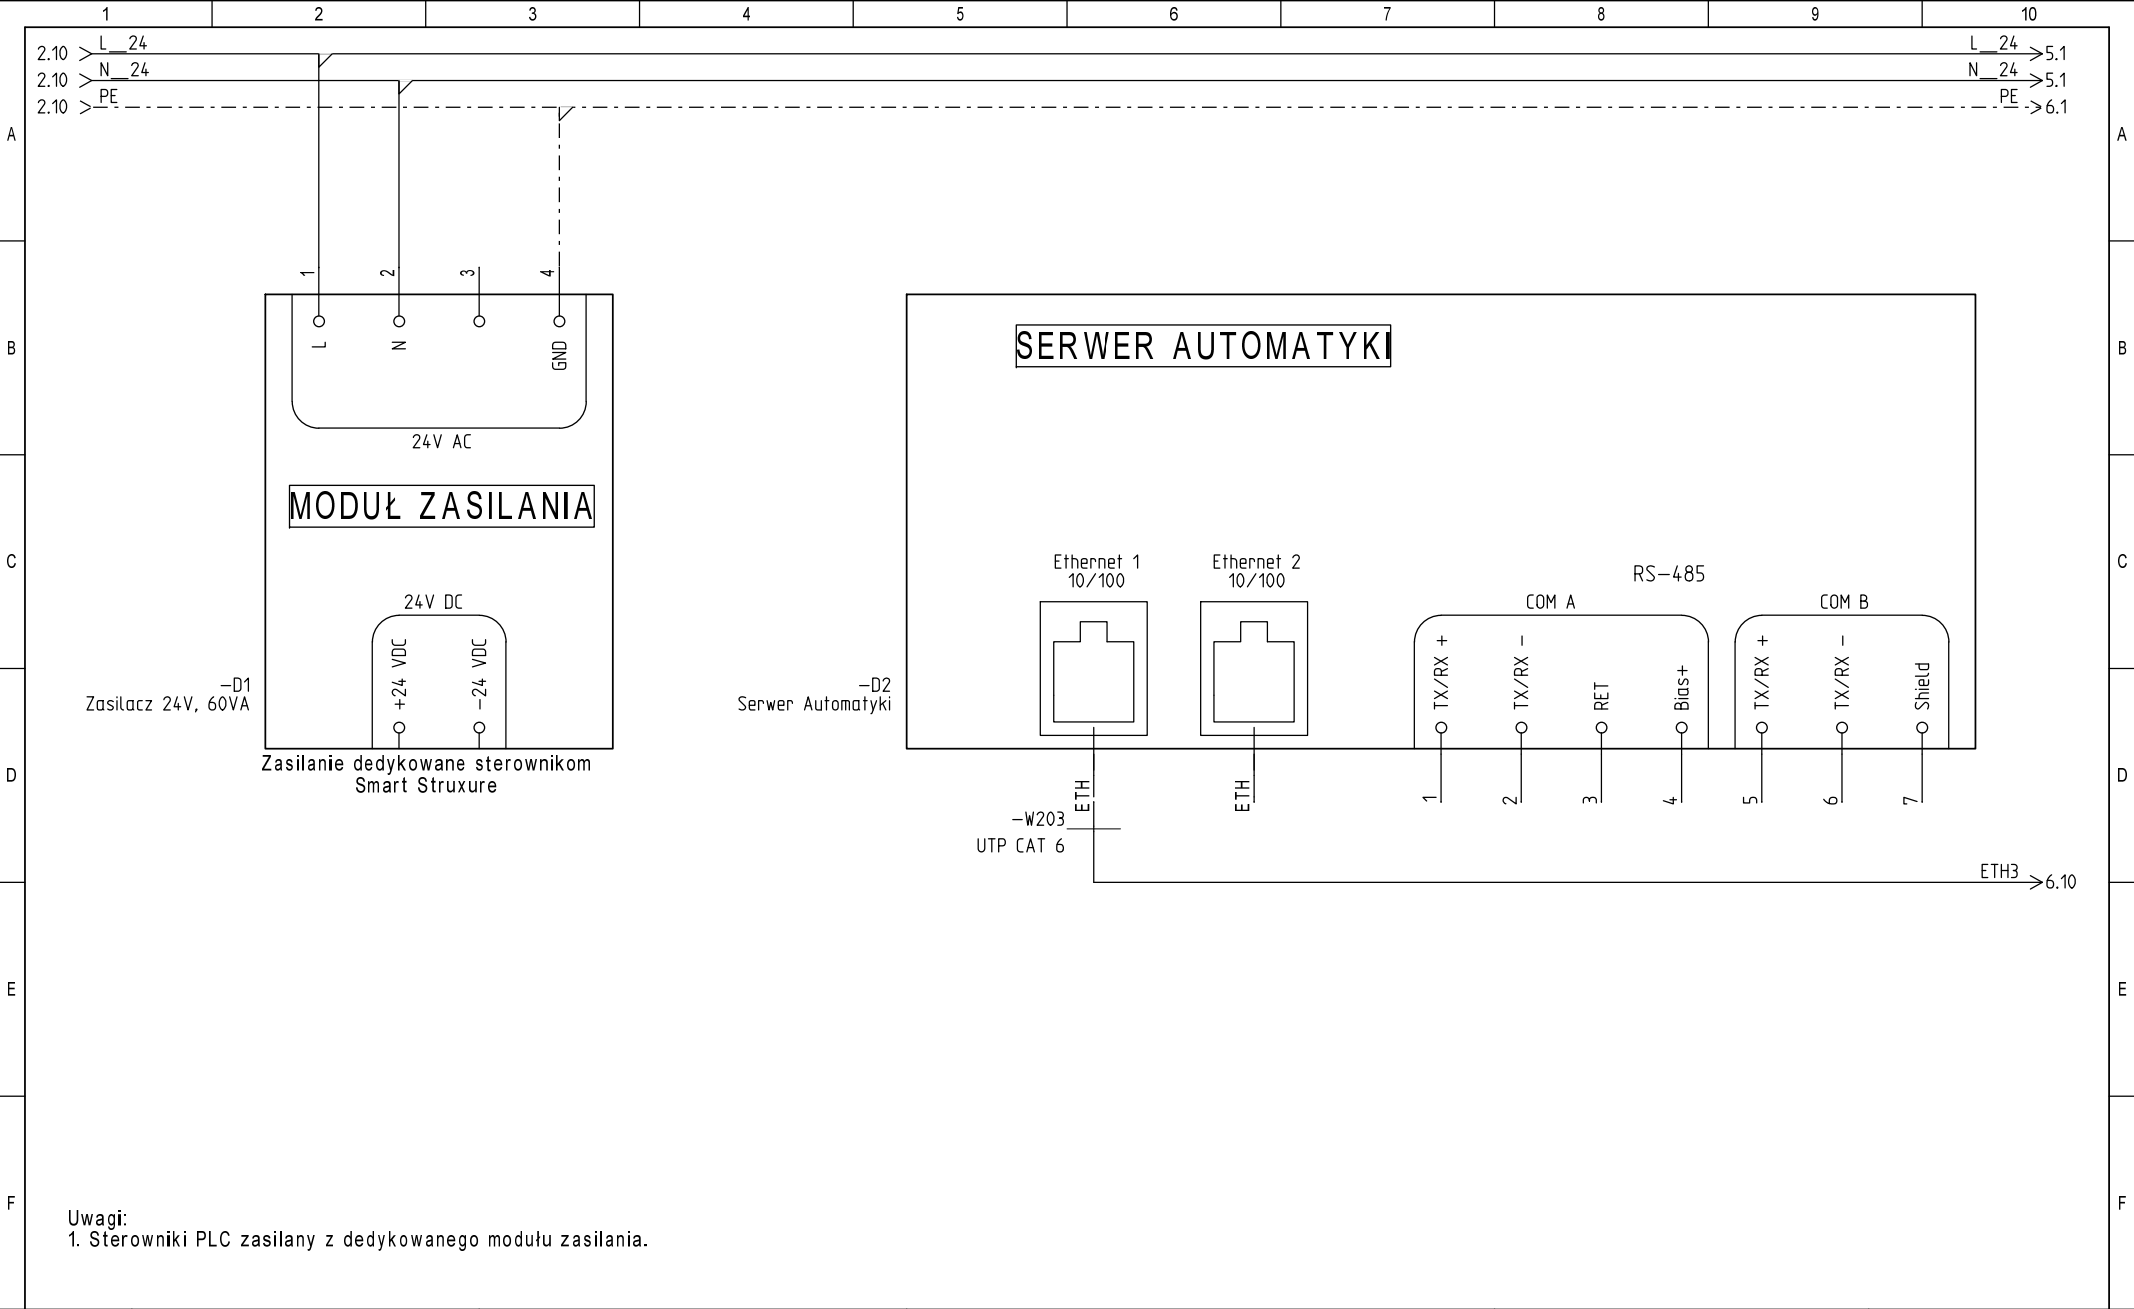 1 2 3 4 5 6 7 8 9 10
2.10 L__24 L__24 5.1
2.10 N__24 N__24 5.1
2.10 PE PE 6.1
A A
1 2 3 4
L N GND
B B
SERWER AUTOMATYKI
24V AC
MODUŁ ZASILANIA
C C
Ethernet 1
10/100
Ethernet 2
10/100
RS-485
24V DC
COM A COM B
+24 VDC -24 VDC
TX/RX + TX/RX - RET Bias+ TX/RX + TX/RX - Shield
-D1
Zasilacz 24V, 60VA
-D2
Serwer Automatyki
Zasilanie dedykowane sterownikom
Smart Struxure
D D
ETH ETH 1 2 3 4 5 6 7
-W203
UTP CAT 6
ETH3 6.10
E E
F F
Uwagi:
1. Sterowniki PLC zasilany z dedykowanego modułu zasilania.